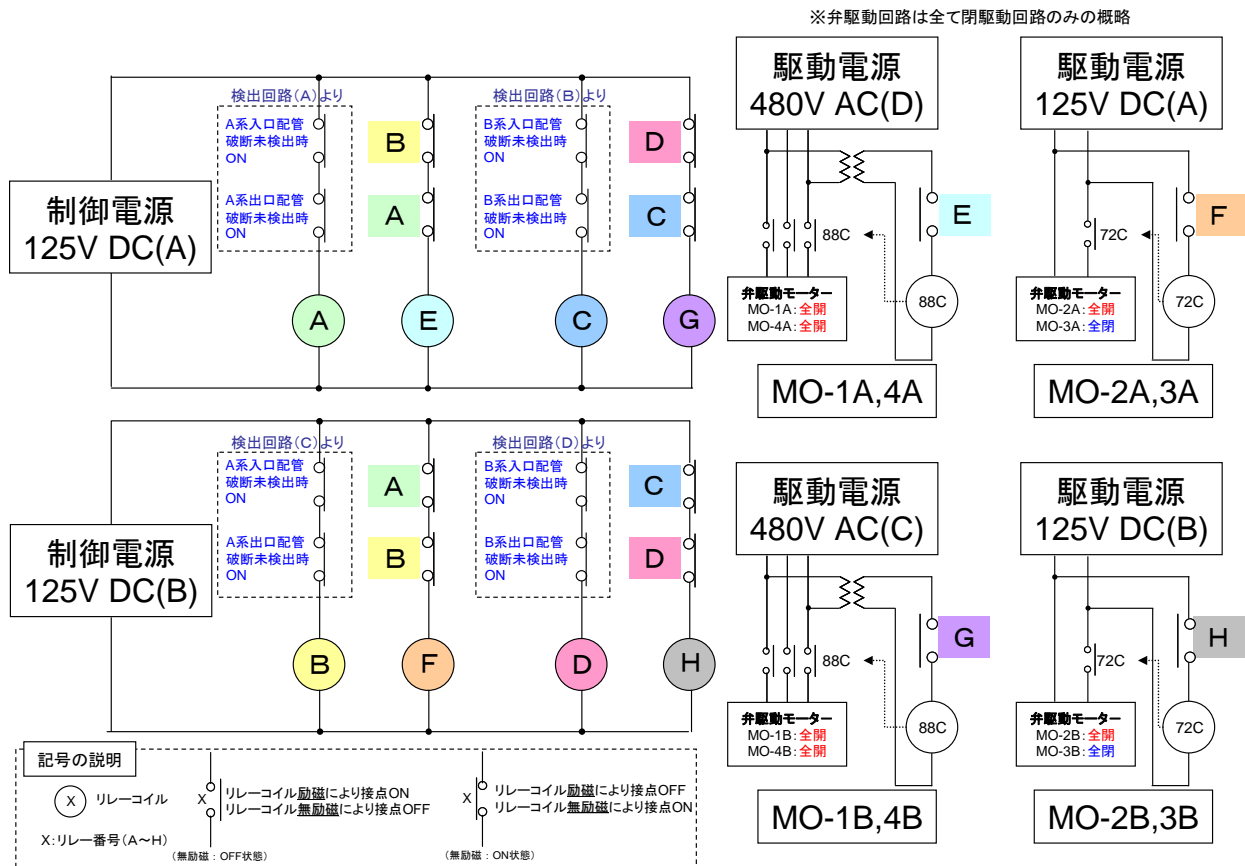 ※弁駆動回路は全て閉駆動回路のみの概略
制御電源
125V DC(A)
検出回路(A)より
A系入口配管
破断未検出時
ON
A系出口配管
破断未検出時
ON
B
A
検出回路(B)より
B系入口配管
破断未検出時
ON
B系出口配管
破断未検出時
ON
D
C
A
E
C
G
駆動電源
480V AC(D)
E
88C
88C
弁駆動モーター
MO-1A:全開
MO-4A:全開
MO-1A,4A
駆動電源
125V DC(A)
F
72C
72C
弁駆動モーター
MO-2A:全開
MO-3A:全閉
MO-2A,3A
制御電源
125V DC(B)
検出回路(C)より
A系入口配管
破断未検出時
ON
A系出口配管
破断未検出時
ON
A
B
検出回路(D)より
B系入口配管
破断未検出時
ON
B系出口配管
破断未検出時
ON
C
D
B
F
D
H
駆動電源
480V AC(C)
G
88C
88C
弁駆動モーター
MO-1B:全開
MO-4B:全開
MO-1B,4B
駆動電源
125V DC(B)
H
72C
72C
弁駆動モーター
MO-2B:全開
MO-3B:全閉
MO-2B,3B
記号の説明
X リレーコイル
X:リレー番号(A~H)
X
リレーコイル励磁により接点ON
リレーコイル無励磁により接点OFF
(無励磁:OFF状態)
X
リレーコイル励磁により接点OFF
リレーコイル無励磁により接点ON
(無励磁:ON状態)